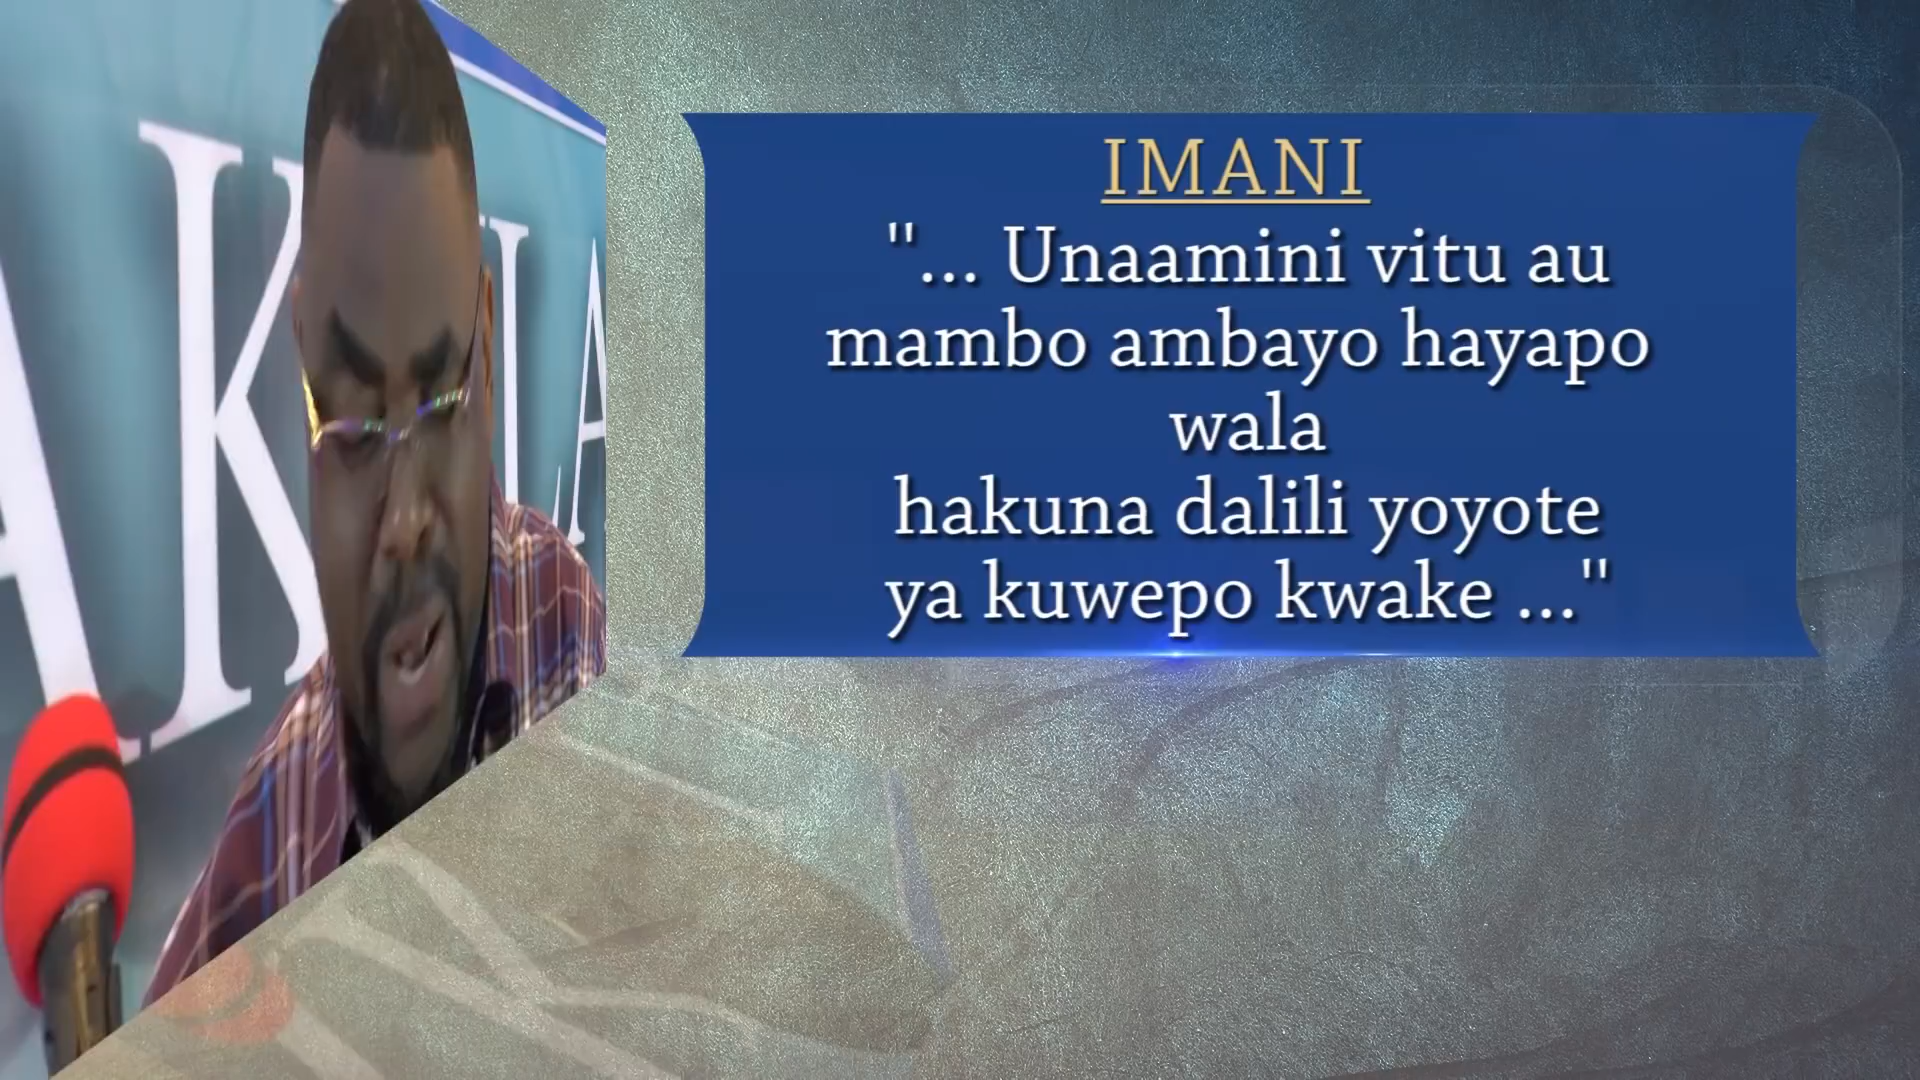 IMANI
"... Unaamini vitu au
mambo ambayo hayapo
wala
hakuna dalili yoyote
ya kuwepo kwake ..."